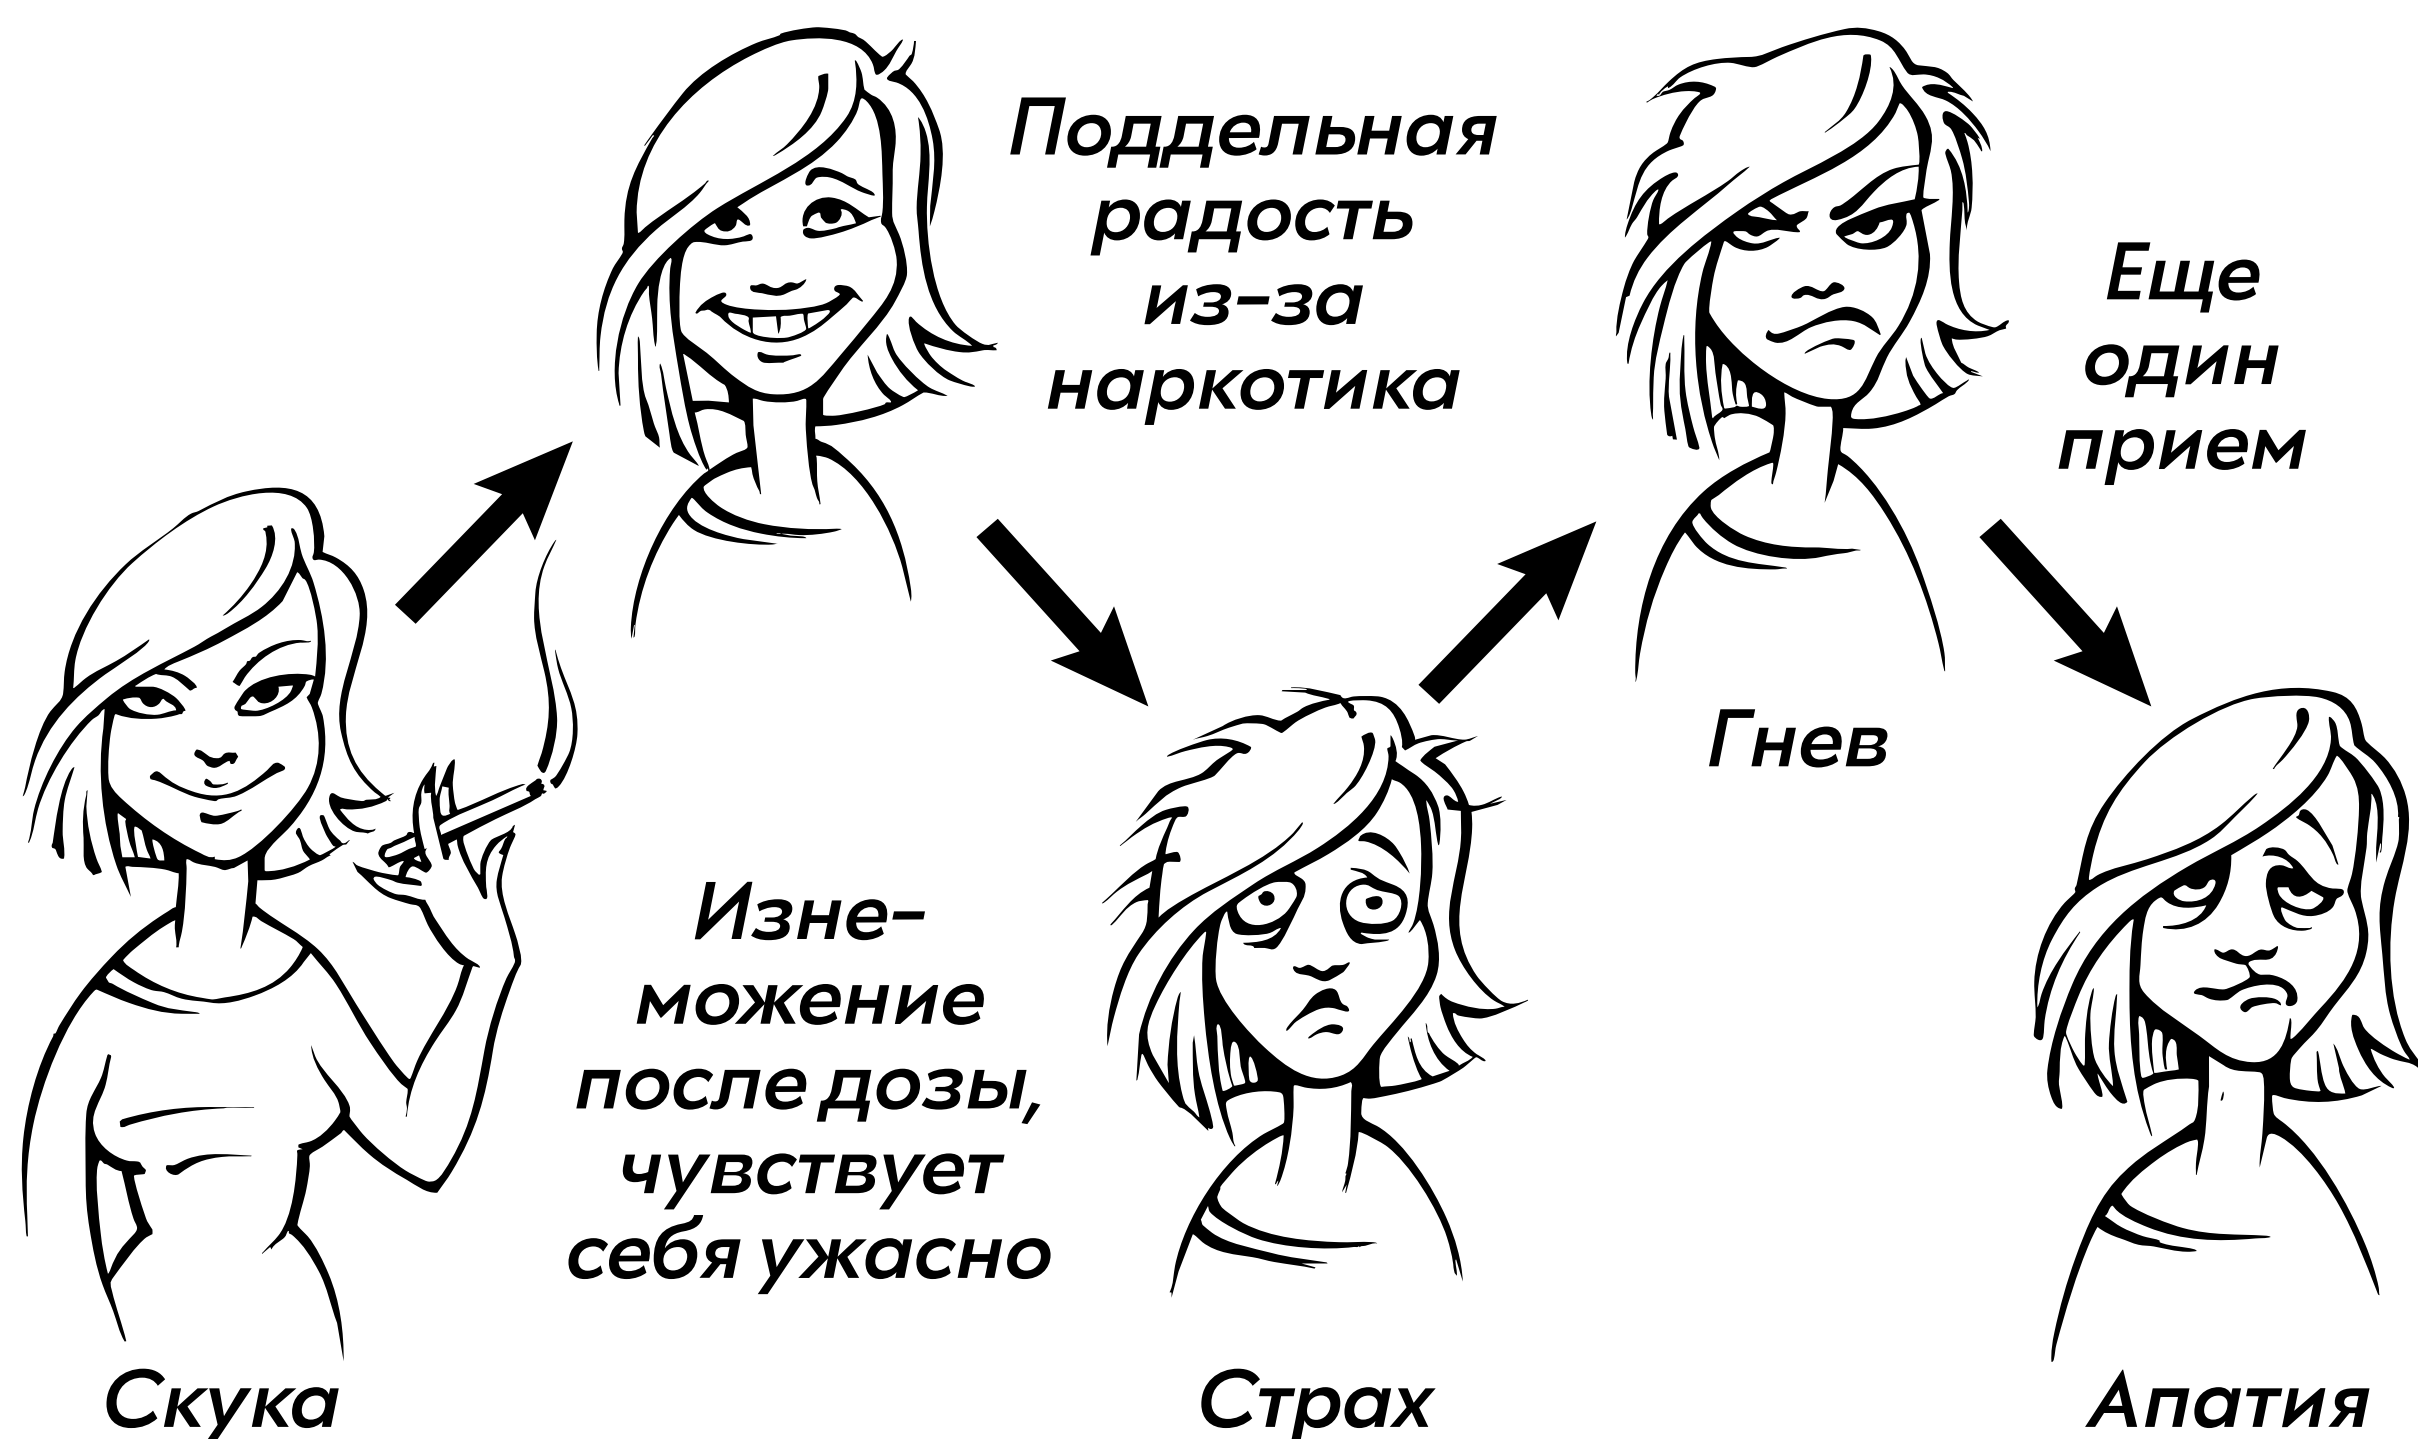 Поддельная
радость
из-за
наркотика
Еще
один
прием
Гнев
Изне-
можение
после дозы,
чувствует
себя ужасно
Скука
Страх
Апатия